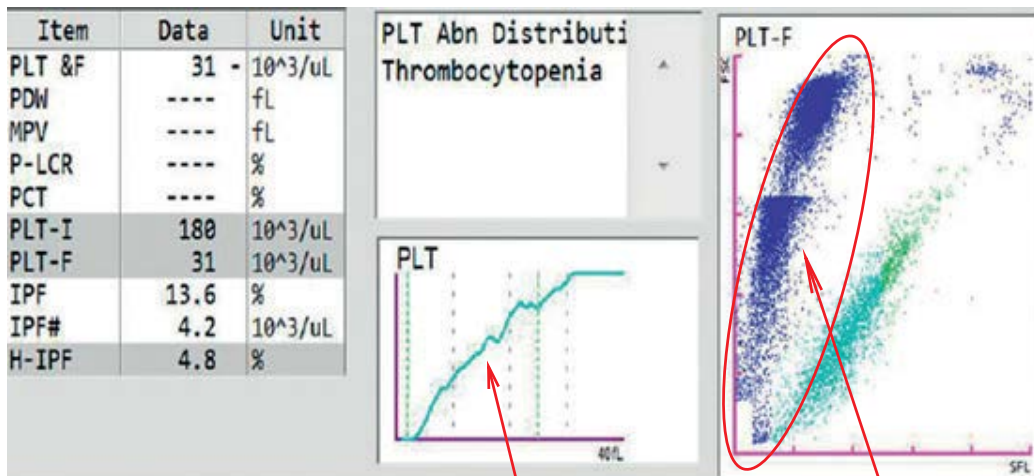 Item Data Unit
PLT &F 31 - 10^3/uL
PDW ---- fL
MPV ---- fL
P-LCR ---- %
PCT ---- %
PLT-I 180 10^3/uL
PLT-F 31 10^3/uL
IPF 13.6 %
IPF# 4.2 10^3/uL
H-IPF 4.8 %
PLT Abn Distributi
Thrombocytopenia
PLT
40fL
PLT-F
FSC
SFL